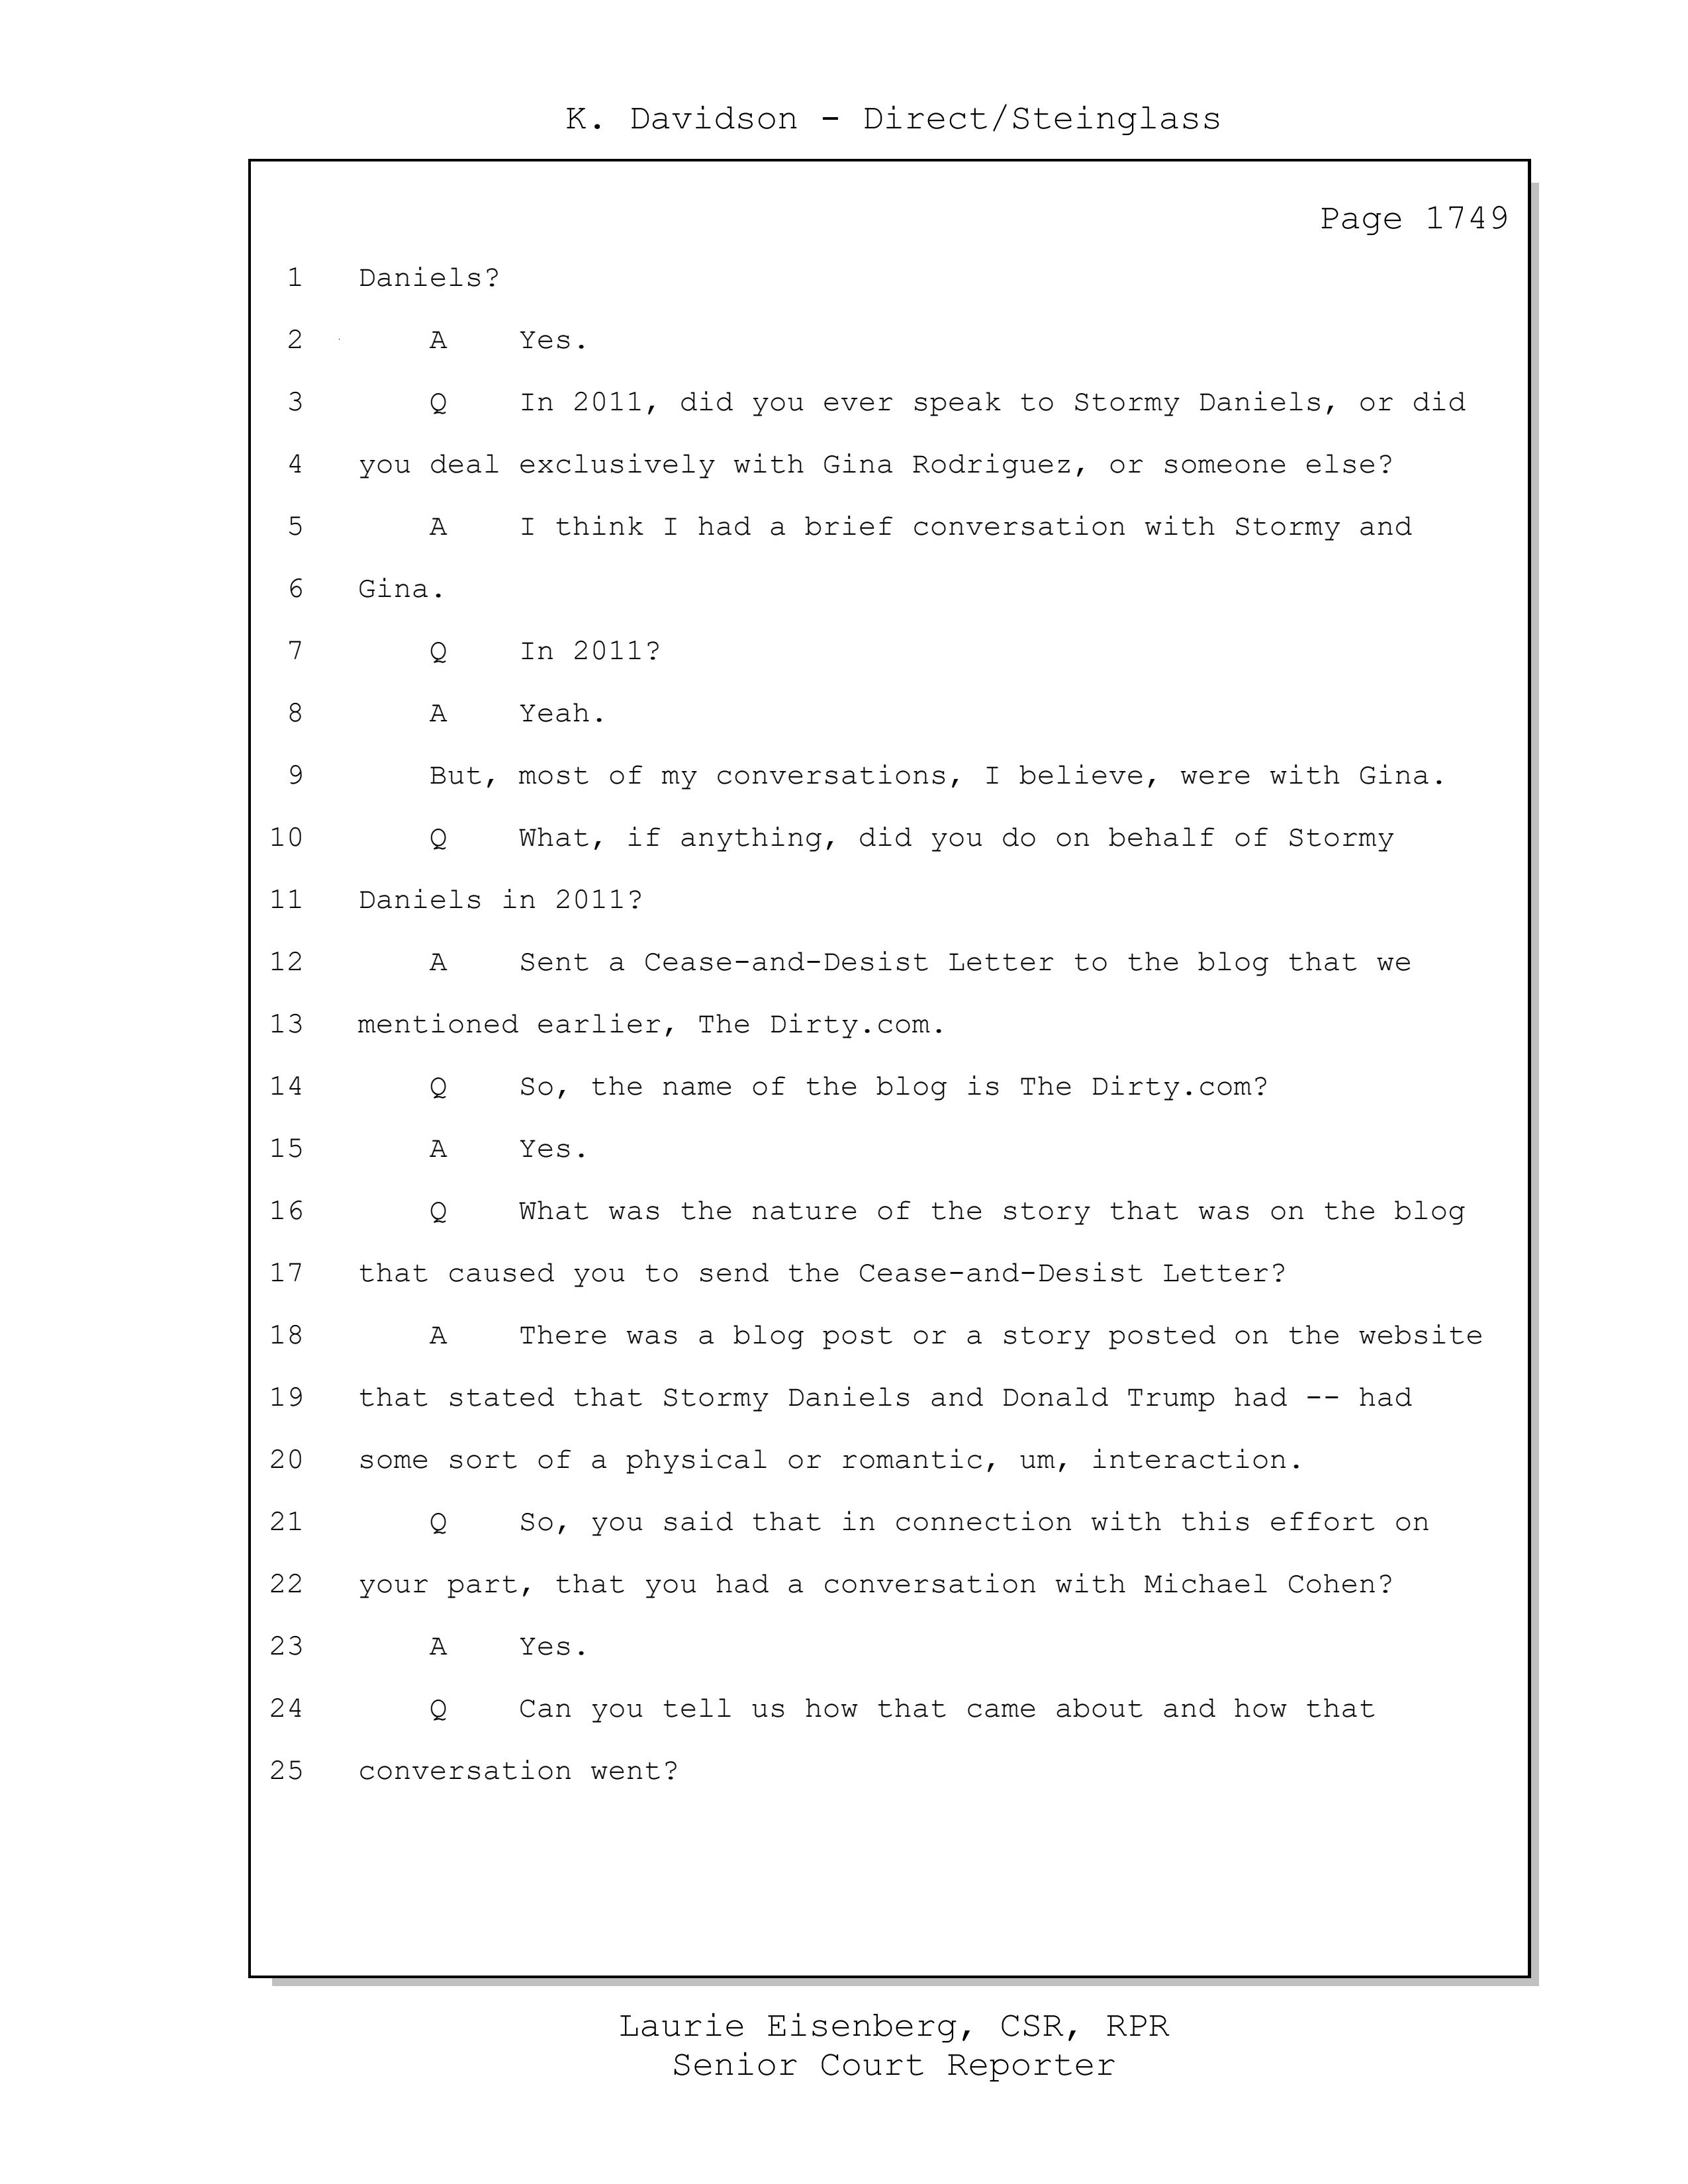 K. Davidson - Direct/Steinglass
Page 1749
1 Daniels?
2 A Yes.
3 Q In 2011, did you ever speak to Stormy Daniels, or did
4 you deal exclusively with Gina Rodriguez, or someone else?
5 A I think I had a brief conversation with Stormy and
6 Gina.
7 Q In 2011?
8 A Yeah.
9 But, most of my conversations, I believe, were with Gina.
10 Q What, if anything, did you do on behalf of Stormy
11 Daniels in 2011?
12 A Sent a Cease-and-Desist Letter to the blog that we
13 mentioned earlier, The Dirty.com.
14 Q So, the name of the blog is The Dirty.com?
15 A Yes.
16 Q What was the nature of the story that was on the blog
17 that caused you to send the Cease-and-Desist Letter?
18 A There was a blog post or a story posted on the website
19 that stated that Stormy Daniels and Donald Trump had -- had
20 some sort of a physical or romantic, um, interaction.
21 Q So, you said that in connection with this effort on
22 your part, that you had a conversation with Michael Cohen?
23 A Yes.
24 Q Can you tell us how that came about and how that
25 conversation went?
Laurie Eisenberg, CSR, RPR
Senior Court Reporter